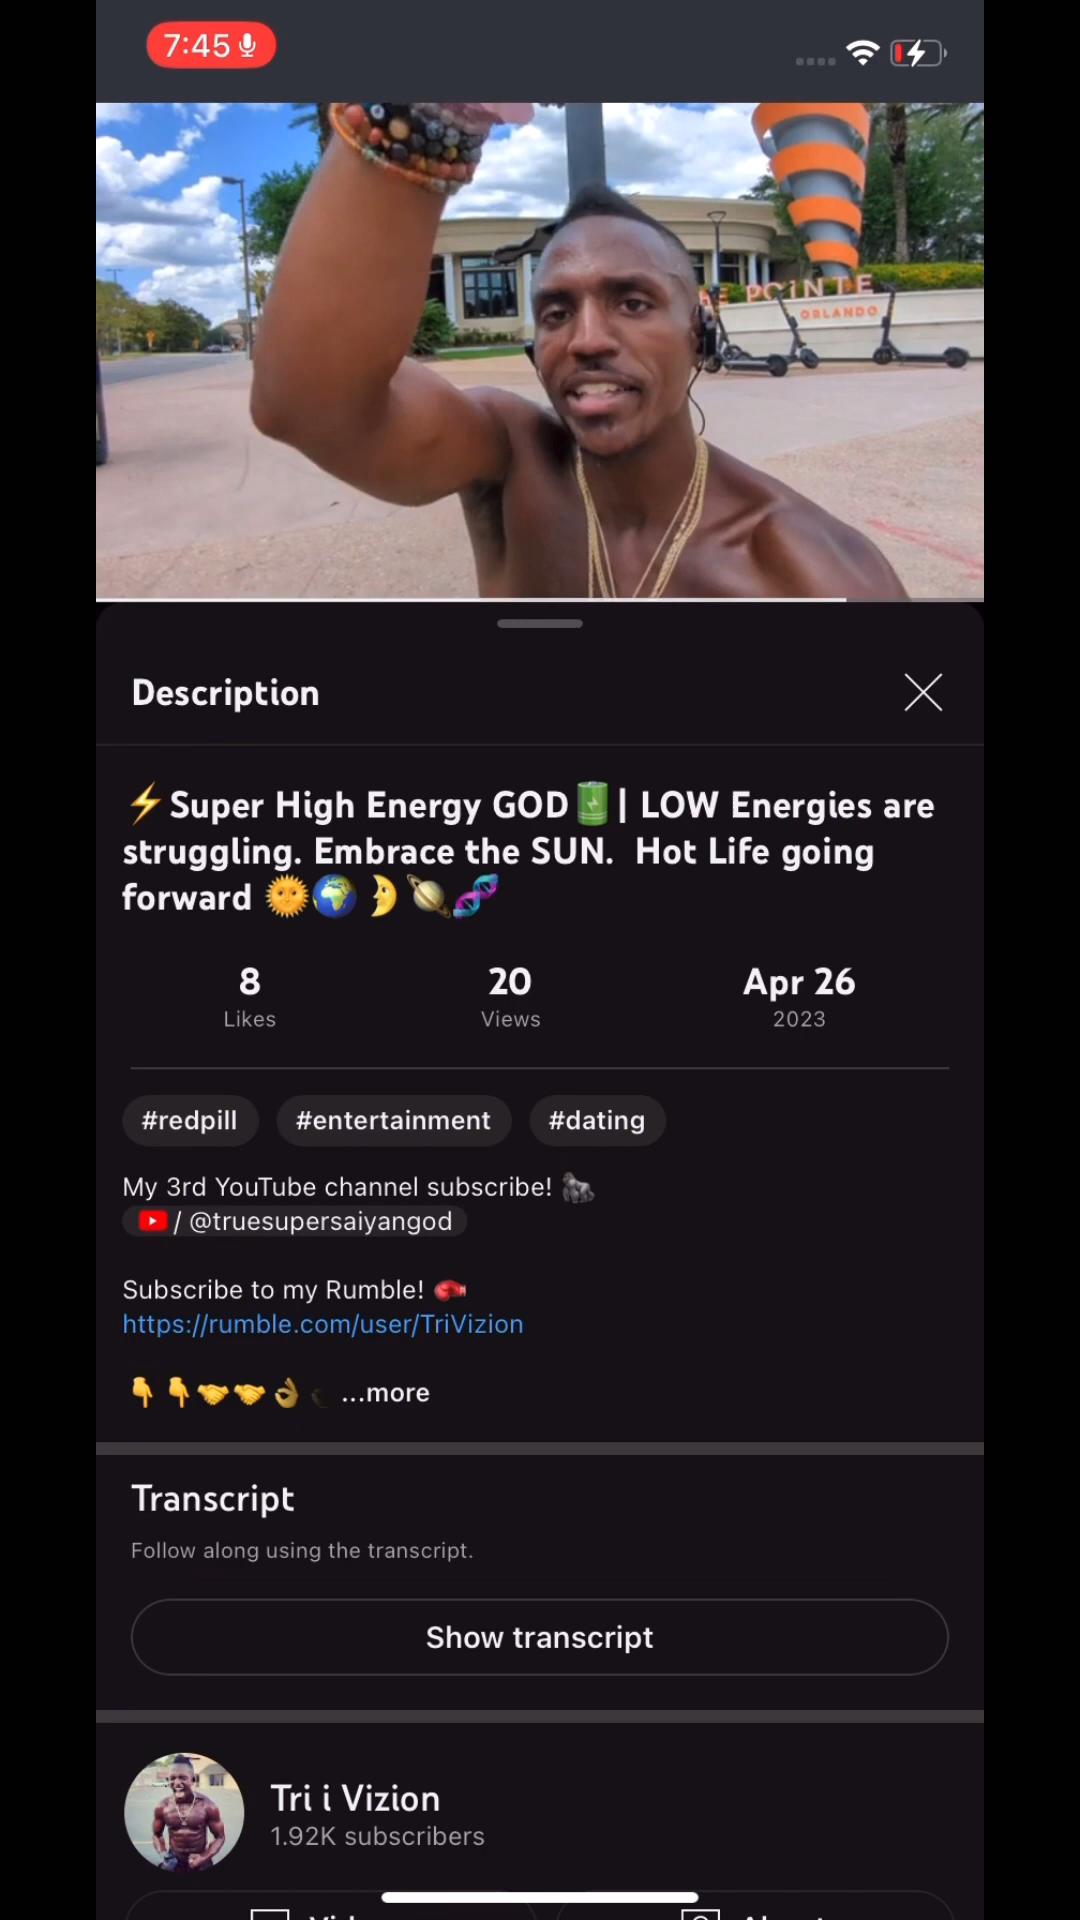 7:45
POINTE
ORLANDO
Description
⚡Super High Energy GOD🔋| LOW Energies are
struggling. Embrace the SUN. Hot Life going
forward 🌞🌍🌛🪐🧬
8
Likes
20
Views
Apr 26
2023
#redpill #entertainment #dating
My 3rd YouTube channel subscribe! 🦍
/ @truesupersaiyangod
Subscribe to my Rumble! 🥊
https://rumble.com/user/TriVizion
👇👇🤝🤝👌 ...more
Transcript
Follow along using the transcript.
Show transcript
Tri i Vizion
1.92K subscribers